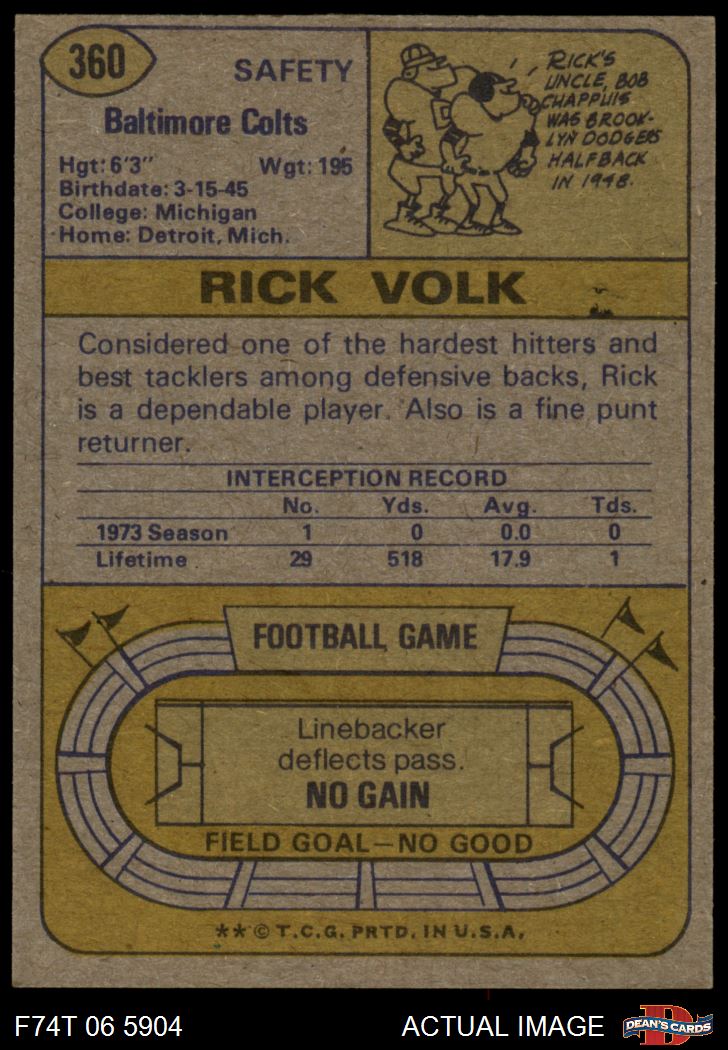 360
SAFETY
Baltimore Colts
Hgt: 6'3" Wgt: 195
Birthdate: 3-15-45
College: Michigan
Home: Detroit, Mich.
RICK'S
UNCLE, BOB
CHAPPUIS
WAS BROOK-
LYN DODGERS
HALFBACK
IN 1948.
RICK VOLK
Considered one of the hardest hitters and
best tacklers among defensive backs, Rick
is a dependable player. Also is a fine punt
returner.
INTERCEPTION RECORD
No. Yds. Avg. Tds.
1973 Season 1 0 0.0 0
Lifetime 29 518 17.9 1
FOOTBALL GAME
Linebacker
deflects pass.
NO GAIN
FIELD GOAL—NO GOOD
**© T.C.G. PRTD. IN U.S.A.
F74T 06 5904 ACTUAL IMAGE
D
DEAN'S CARDS